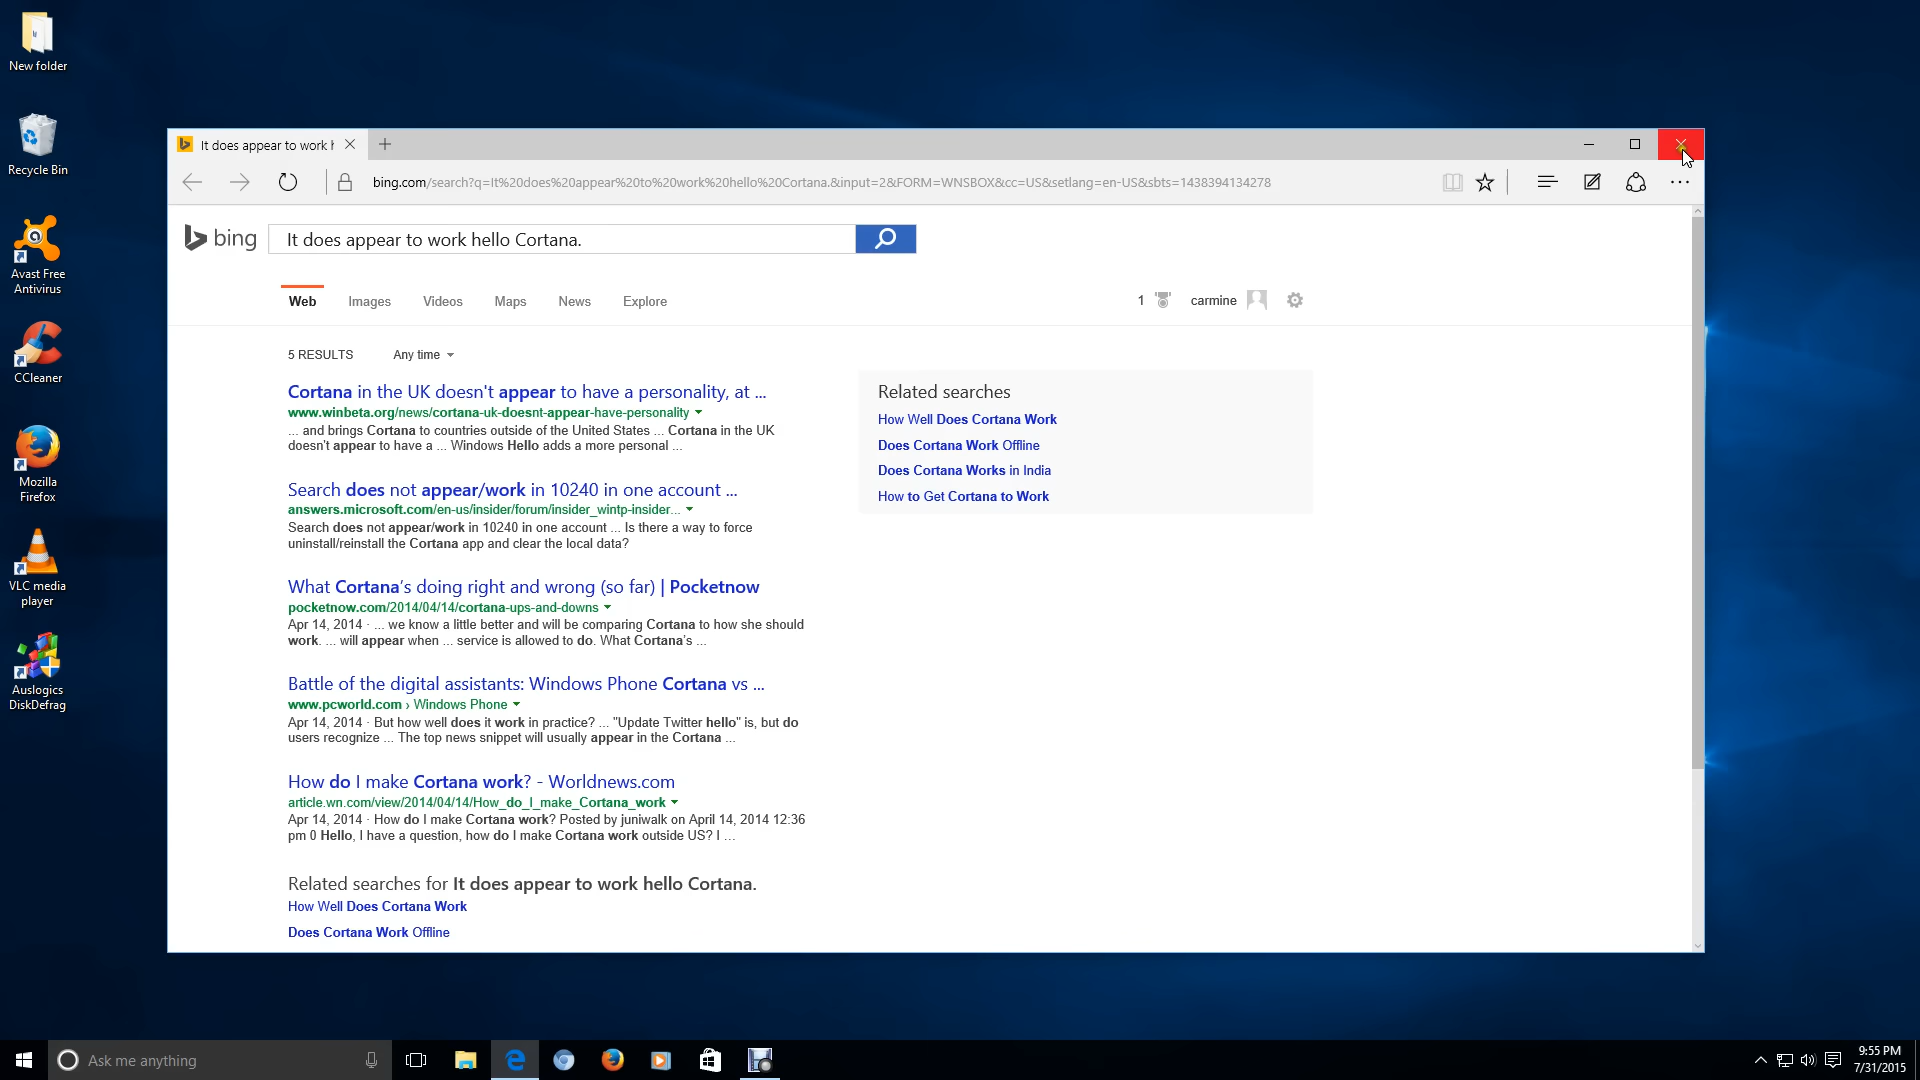 New folder
Recycle Bin
Avast Free
Antivirus
CCleaner
Mozilla
Firefox
VLC media
player
Auslogics
DiskDefrag
It does appear to work h
bing.com/search?q=It%20does%20appear%20to%20work%20hello%20Cortana.&input=2&FORM=WNSBOX&cc=US&setlang=en-US&sbts=1438394134278
bing
It does appear to work hello Cortana.
Web Images Videos Maps News Explore
1 carmine
5 RESULTS Any time
Cortana in the UK doesn't appear to have a personality, at ...
www.winbeta.org/news/cortana-uk-doesnt-appear-have-personality
... and brings Cortana to countries outside of the United States ... Cortana in the UK
doesn't appear to have a ... Windows Hello adds a more personal ...
Search does not appear/work in 10240 in one account ...
answers.microsoft.com/en-us/insider/forum/insider_wintp-insider...
Search does not appear/work in 10240 in one account ... Is there a way to force
uninstall/reinstall the Cortana app and clear the local data?
What Cortana's doing right and wrong (so far) | Pocketnow
pocketnow.com/2014/04/14/cortana-ups-and-downs
Apr 14, 2014 · ... we know a little better and will be comparing Cortana to how she should
work. ... will appear when ... service is allowed to do. What Cortana's ...
Battle of the digital assistants: Windows Phone Cortana vs ...
www.pcworld.com › Windows Phone
Apr 14, 2014 · But how well does it work in practice? ... "Update Twitter hello" is, but do
users recognize ... The top news snippet will usually appear in the Cortana ...
How do I make Cortana work? - Worldnews.com
article.wn.com/view/2014/04/14/How_do_I_make_Cortana_work
Apr 14, 2014 · How do I make Cortana work? Posted by juniwalk on April 14, 2014 12:36
pm 0 Hello, I have a question, how do I make Cortana work outside US? I ...
Related searches for It does appear to work hello Cortana.
How Well Does Cortana Work
Does Cortana Work Offline
Related searches
How Well Does Cortana Work
Does Cortana Work Offline
Does Cortana Works in India
How to Get Cortana to Work
Ask me anything
9:55 PM
7/31/2015